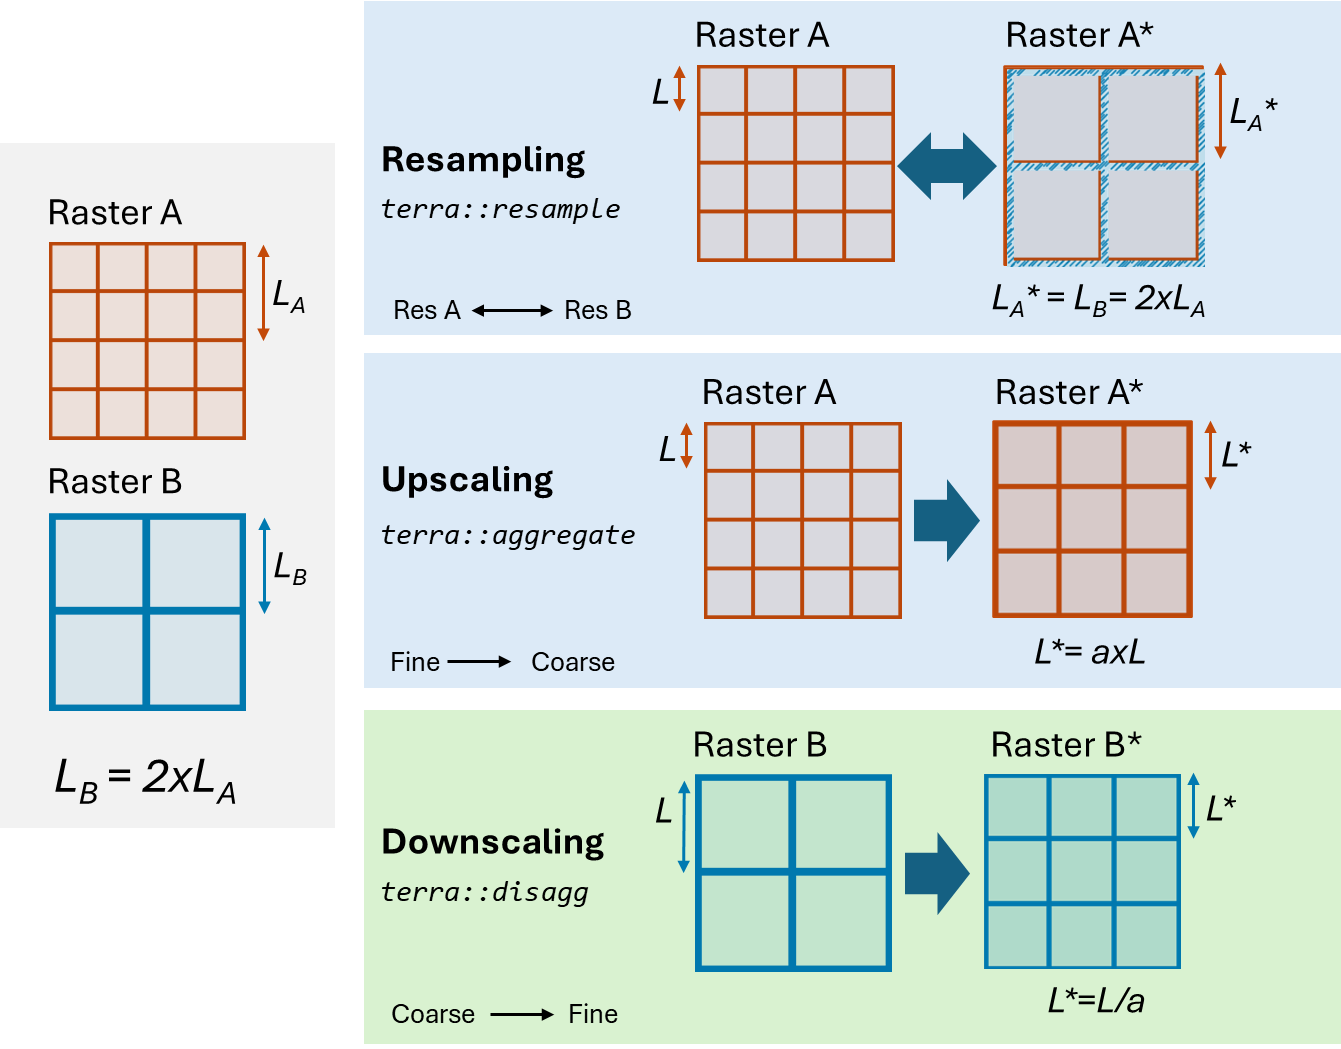 Raster A
L_A
Raster B
L_B
L_B = 2xL_A
Resampling
terra::resample
Res A
Res B
Raster A
L
Raster A*
L_A*
L_A* = L_B = 2xL_A
Upscaling
terra::aggregate
Fine
Coarse
Raster A
L
Raster A*
L*
L*= axL
Downscaling
terra::disagg
Coarse
Fine
Raster B
L
Raster B*
L*
L*=L/a